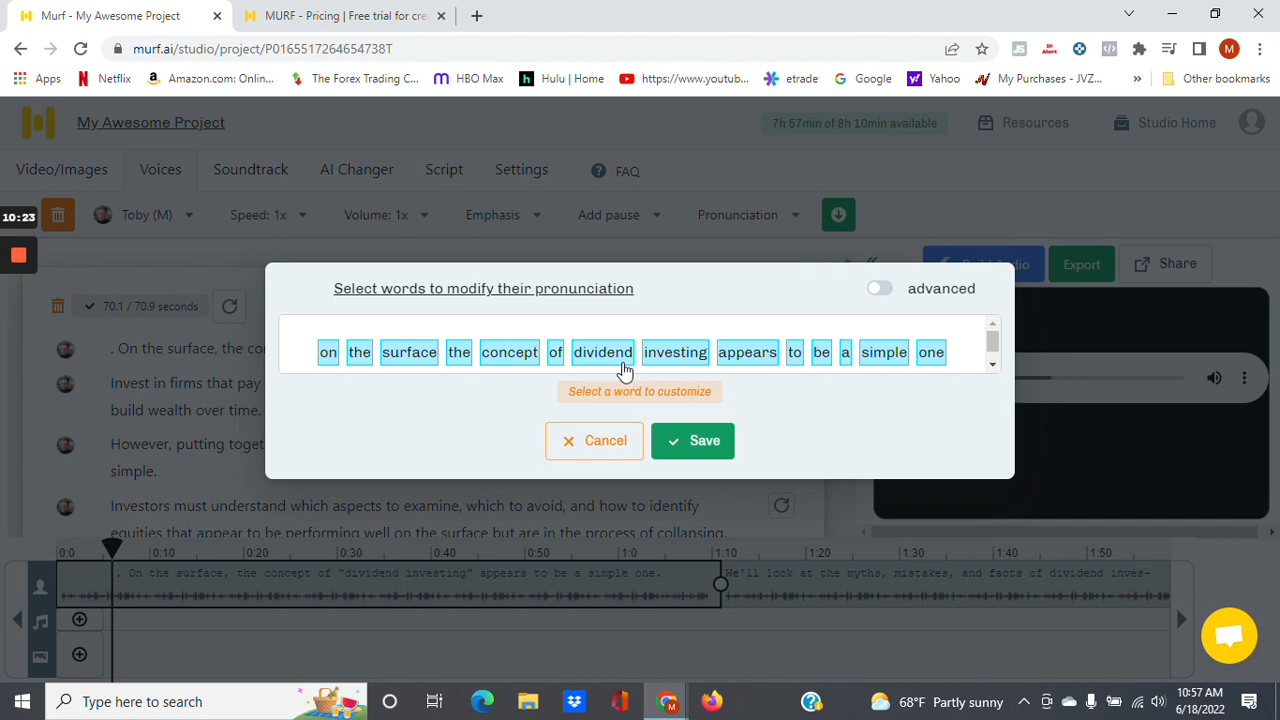 Murf - My Awesome Project
MURF - Pricing | Free trial for cre
murf.ai/studio/project/P0165517264654738T
Apps Netflix Amazon.com: Onlin... The Forex Trading C... HBO Max Hulu | Home https://www.youtub... etrade Google Yahoo My Purchases - JVZ... » Other bookmarks
My Awesome Project
7h 57min of 8h 10min available
Resources
Studio Home
Video/Images Voices Soundtrack AI Changer Script Settings ? FAQ
10:23
Toby (M) Speed: 1x Volume: 1x Emphasis Add pause Pronunciation
Export
Share
Select words to modify their pronunciation
advanced
on the surface the concept of dividend investing appears to be a simple one
Select a word to customize
Cancel
Save
70.1 / 70.9 seconds
. On the surface, the co
Invest in firms that pay
build wealth over time.
However, putting toget
simple.
Investors must understand which aspects to examine, which to avoid, and how to identify
equities that appear to be performing well on the surface but are in the process of collapsing.
0:0 0:10 0:20 0:30 0:40 0:50 1:0 1:10 1:20 1:30 1:40 1:50
. On the surface, the concept of "dividend investing" appears to be a simple one.
We'll look at the myths, mistakes, and facts of dividend inves-
Type here to search
68°F Partly sunny
10:57 AM
6/18/2022